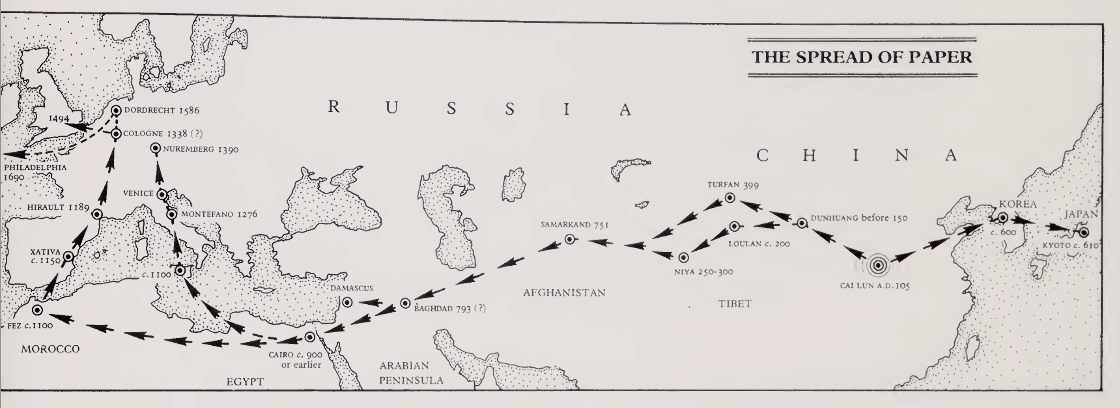 THE SPREAD OF PAPER
RUSSIA
CHINA
1494
DORDRECHT 1586
COLOGNE 1338 (?)
NUREMBERG 1390
PHILADELPHIA
1690
VENICE
HIRAULT 1189
MONTEFANO 1276
XATIVA
c.1150
c.1100
FEZ c.1100
MOROCCO
DAMASCUS
BAGHDAD 793 (?)
CAIRO c. 900
or earlier
EGYPT
ARABIAN
PENINSULA
SAMARKAND 751
AFGHANISTAN
TURFAN 399
LOULAN c. 200
NIYA 250-300
TIBET
DUNHUANG before 150
CAI LUN A.D. 105
KOREA
c. 600
JAPAN
KYOTO c. 610